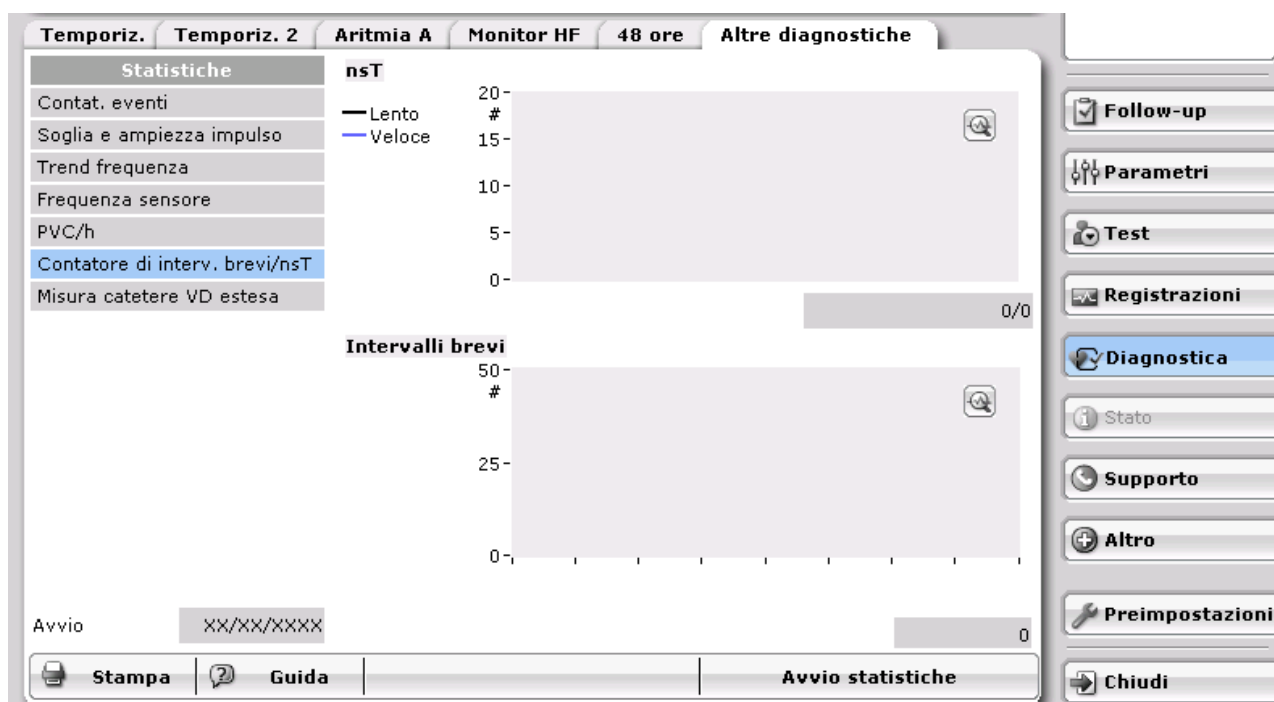 Temporiz. Temporiz. 2 Aritmia A Monitor HF 48 ore Altre diagnostiche
Statistiche
Contat. eventi
Soglia e ampiezza impulso
Trend frequenza
Frequenza sensore
PVC/h
Contatore di interv. brevi/nsT
Misura catetere VD estesa
nsT
Lento
Veloce
20
#
15
10
5
0
0/0
Intervalli brevi
50
#
25
0
0
Avvio XX/XX/XXXX
Stampa Guida Avvio statistiche
Follow-up
Parametri
Test
Registrazioni
Diagnostica
Stato
Supporto
Altro
Preimpostazioni
Chiudi